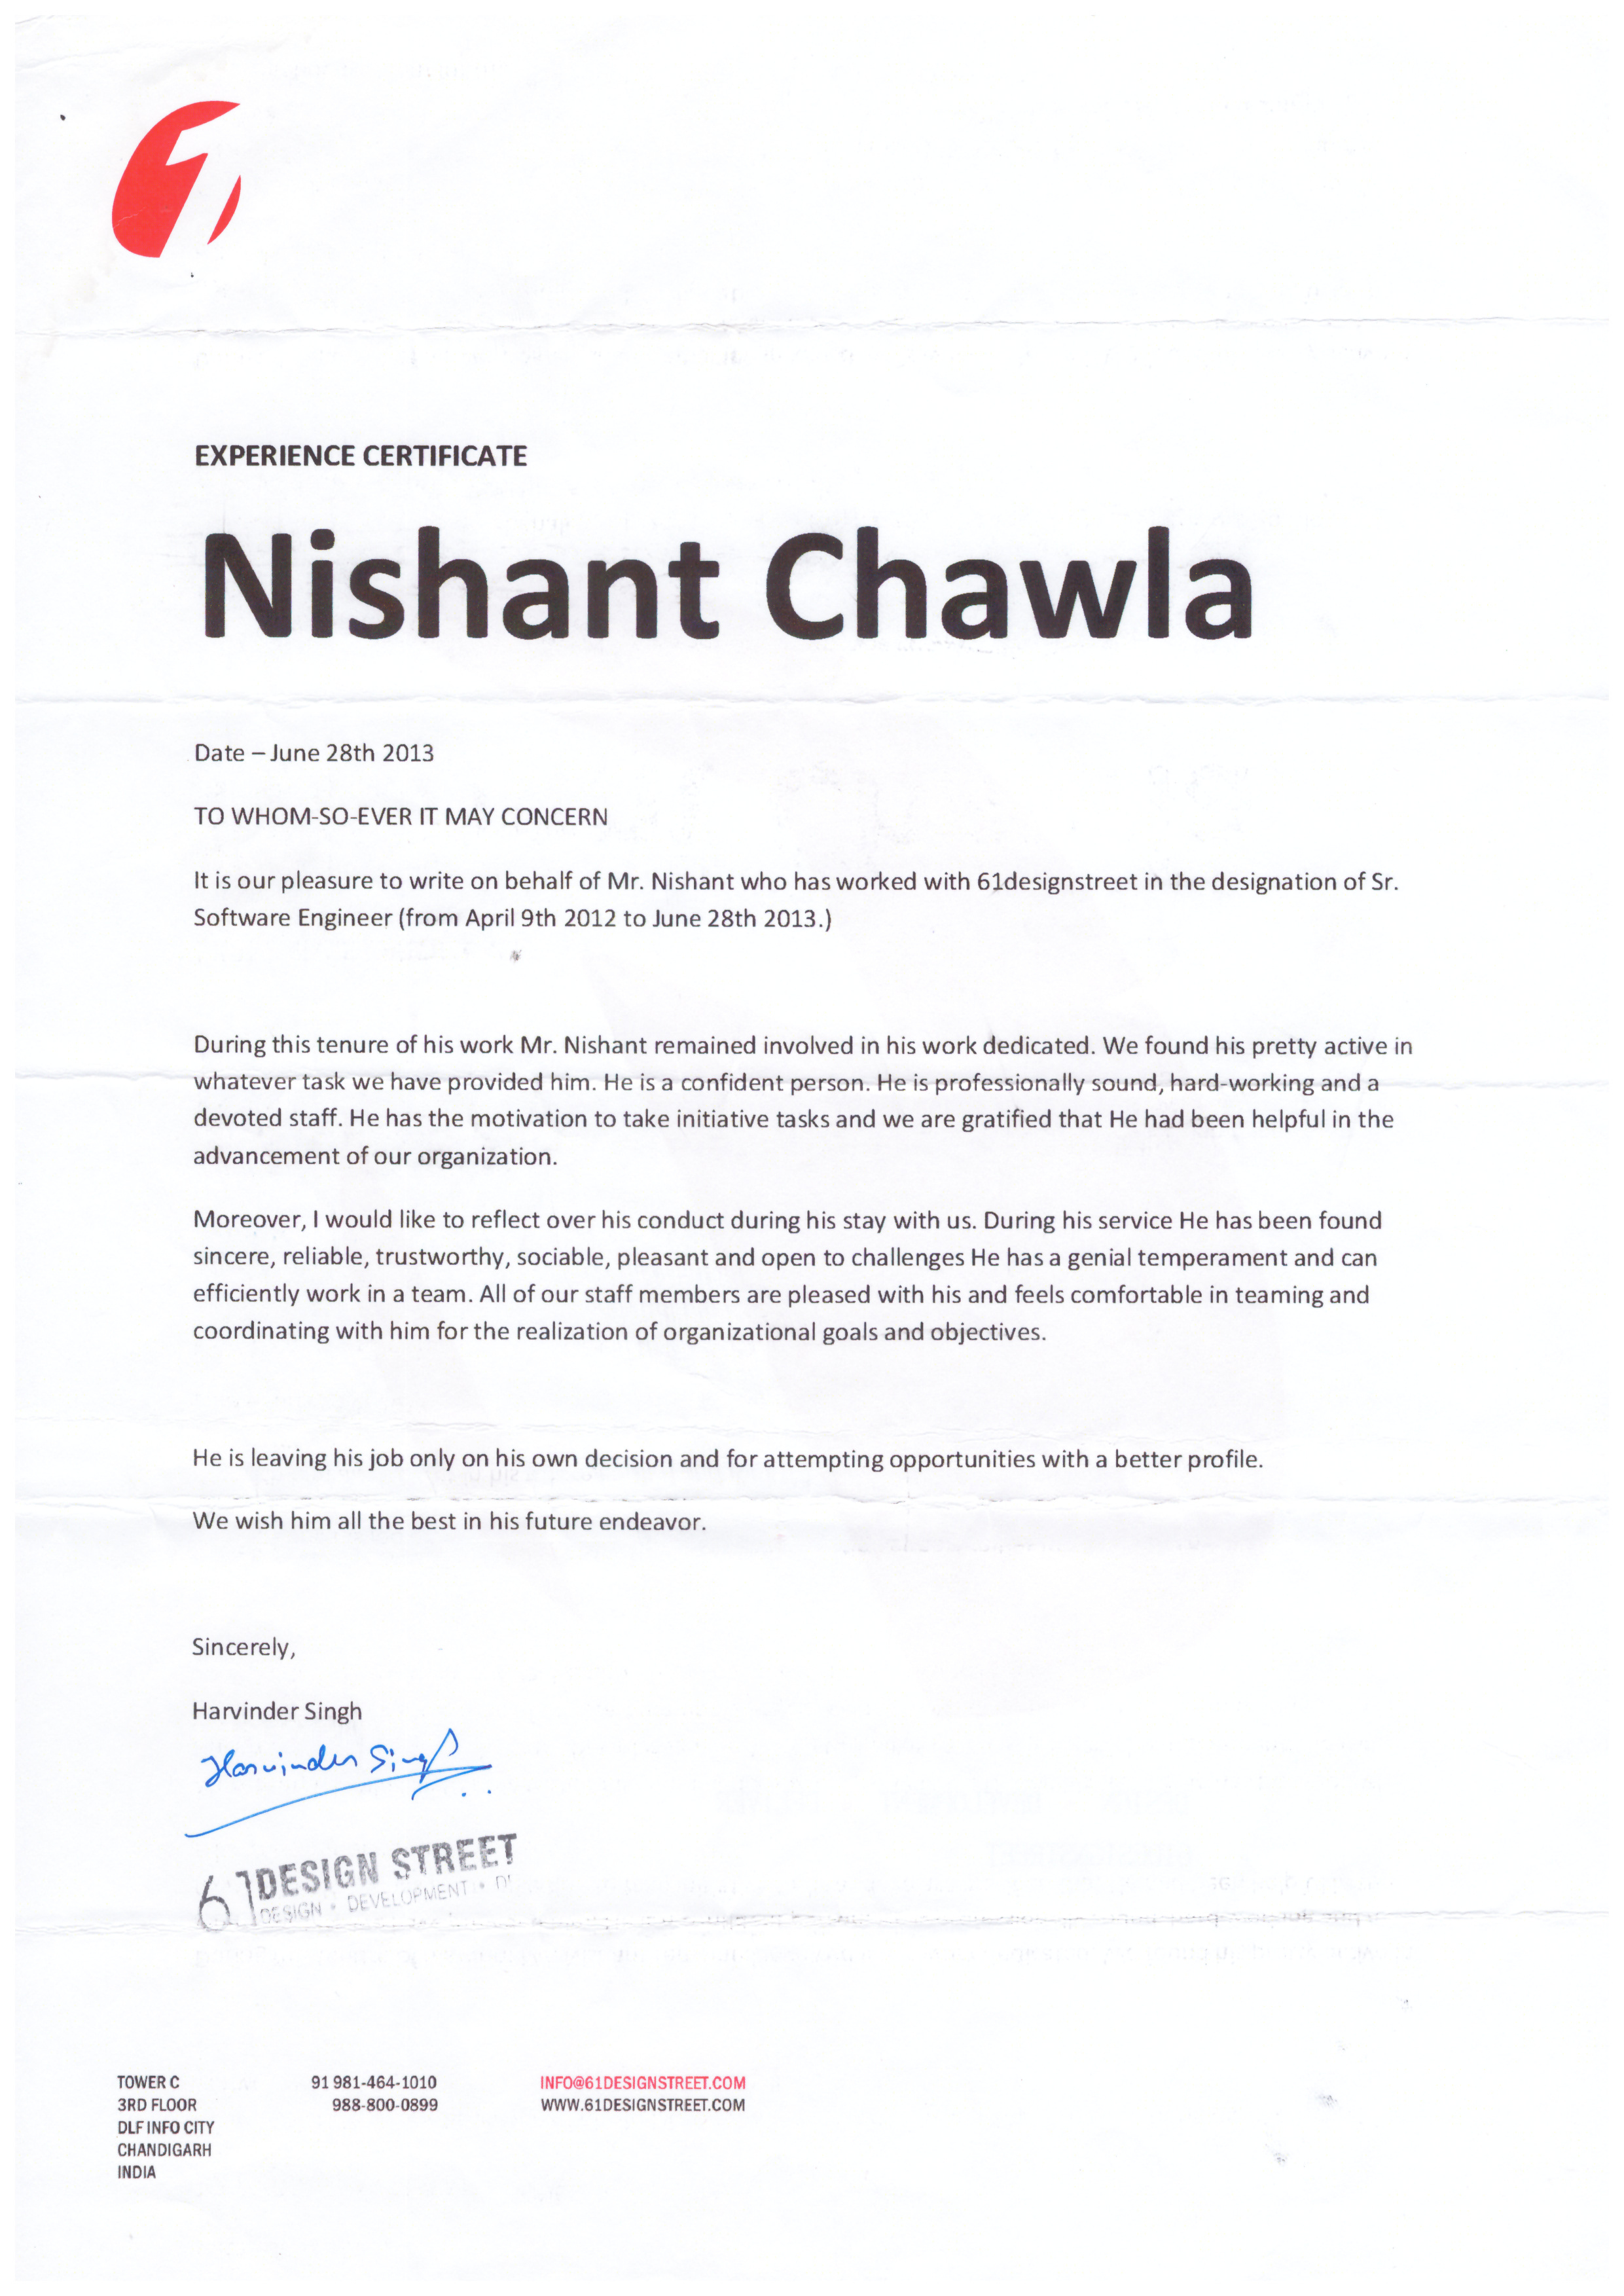 EXPERIENCE CERTIFICATE
Nishant Chawla
Date – June 28th 2013
TO WHOM-SO-EVER IT MAY CONCERN
It is our pleasure to write on behalf of Mr. Nishant who has worked with 61designstreet in the designation of Sr.
Software Engineer (from April 9th 2012 to June 28th 2013.)
During this tenure of his work Mr. Nishant remained involved in his work dedicated. We found his pretty active in
whatever task we have provided him. He is a confident person. He is professionally sound, hard-working and a
devoted staff. He has the motivation to take initiative tasks and we are gratified that He had been helpful in the
advancement of our organization.
Moreover, I would like to reflect over his conduct during his stay with us. During his service He has been found
sincere, reliable, trustworthy, sociable, pleasant and open to challenges He has a genial temperament and can
efficiently work in a team. All of our staff members are pleased with his and feels comfortable in teaming and
coordinating with him for the realization of organizational goals and objectives.
He is leaving his job only on his own decision and for attempting opportunities with a better profile.
We wish him all the best in his future endeavor.
Sincerely,
Harvinder Singh
Harvinder Singh
61 DESIGN STREET
DESIGN • DEVELOPMENT •
TOWER C 91 981-464-1010 INFO@61DESIGNSTREET.COM
3RD FLOOR 988-800-0899 WWW.61DESIGNSTREET.COM
DLF INFO CITY
CHANDIGARH
INDIA